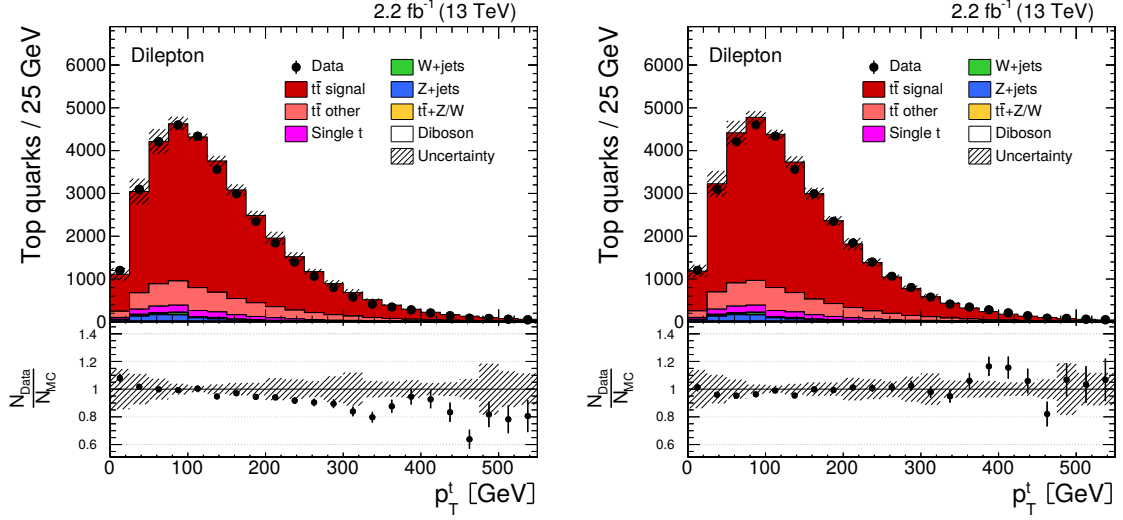 2.2 fb⁻¹ (13 TeV)
Top quarks / 25 GeV
6000
5000
4000
3000
2000
1000
0
Dilepton
Data
tt̄ signal
tt̄ other
Single t
W+jets
Z+jets
tt̄+Z/W
Diboson
Uncertainty
N_Data
N_MC
1.4
1.2
1
0.8
0.6
0 100 200 300 400 500
p_T^t [GeV]
2.2 fb⁻¹ (13 TeV)
Top quarks / 25 GeV
6000
5000
4000
3000
2000
1000
0
Dilepton
Data
tt̄ signal
tt̄ other
Single t
W+jets
Z+jets
tt̄+Z/W
Diboson
Uncertainty
N_Data
N_MC
1.4
1.2
1
0.8
0.6
0 100 200 300 400 500
p_T^t [GeV]